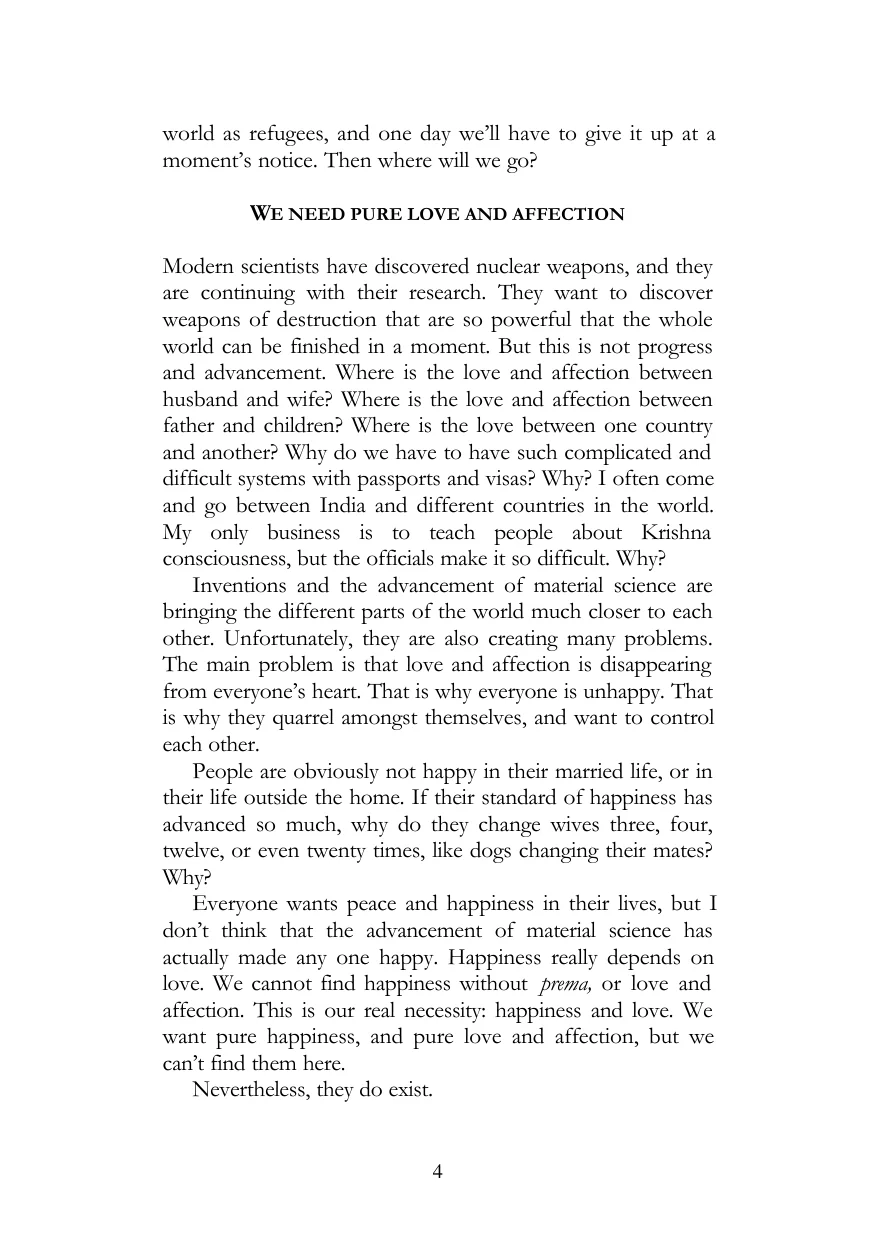 world as refugees, and one day we’ll have to give it up at a
moment’s notice. Then where will we go?
WE NEED PURE LOVE AND AFFECTION
Modern scientists have discovered nuclear weapons, and they
are continuing with their research. They want to discover
weapons of destruction that are so powerful that the whole
world can be finished in a moment. But this is not progress
and advancement. Where is the love and affection between
husband and wife? Where is the love and affection between
father and children? Where is the love between one country
and another? Why do we have to have such complicated and
difficult systems with passports and visas? Why? I often come
and go between India and different countries in the world.
My only business is to teach people about Krishna
consciousness, but the officials make it so difficult. Why?
Inventions and the advancement of material science are
bringing the different parts of the world much closer to each
other. Unfortunately, they are also creating many problems.
The main problem is that love and affection is disappearing
from everyone’s heart. That is why everyone is unhappy. That
is why they quarrel amongst themselves, and want to control
each other.
People are obviously not happy in their married life, or in
their life outside the home. If their standard of happiness has
advanced so much, why do they change wives three, four,
twelve, or even twenty times, like dogs changing their mates?
Why?
Everyone wants peace and happiness in their lives, but I
don’t think that the advancement of material science has
actually made any one happy. Happiness really depends on
love. We cannot find happiness without prema, or love and
affection. This is our real necessity: happiness and love. We
want pure happiness, and pure love and affection, but we
can’t find them here.
Nevertheless, they do exist.
4